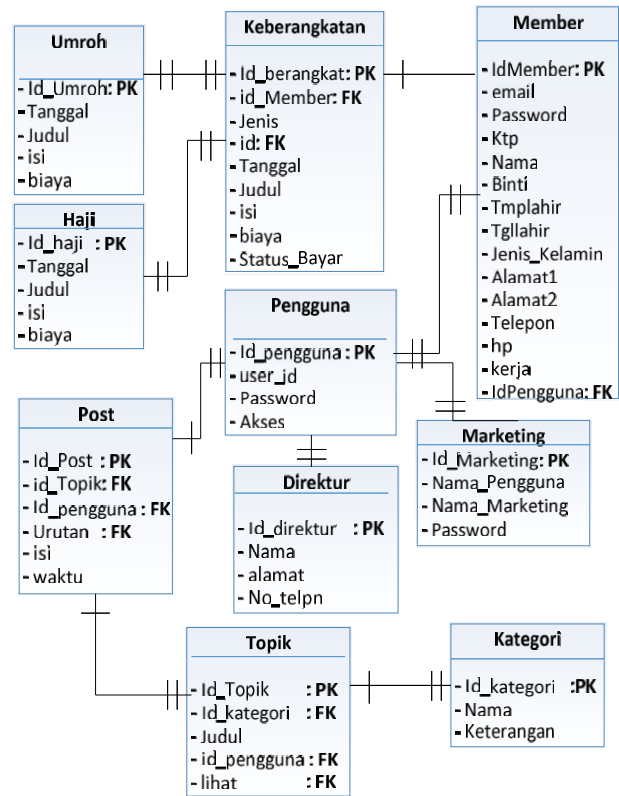 Umroh
- Id_Umroh: PK
- Tanggal
- Judul
- isi
- biaya
Keberangkatan
- Id_berangkat: PK
- id_Member: FK
- Jenis
- id: FK
- Tanggal
- Judul
- isi
- biaya
- Status_Bayar
Member
- IdMember: PK
- email
- Password
- Ktp
- Nama
- Binti
- Tmplahir
- Tgllahir
- Jenis_Kelamin
- Alamat1
- Alamat2
- Telepon
- hp
- kerja
- IdPengguna: FK
Haji
- Id_haji : PK
- Tanggal
- Judul
- isi
- biaya
Pengguna
- Id_pengguna: PK
- user_id
- Password
- Akses
Post
- Id_Post : PK
- id_Topik: FK
- Id_pengguna : FK
- Urutan : FK
- isi
- waktu
Direktur
- Id_direktur : PK
- Nama
- alamat
- No_telpn
Marketing
- Id_Marketing: PK
- Nama_Pengguna
- Nama_Marketing
- Password
Topik
- Id_Topik : PK
- Id_kategori : FK
- Judul
- id_pengguna : FK
- lihat : FK
Kategori
- Id_kategori :PK
- Nama
- Keterangan